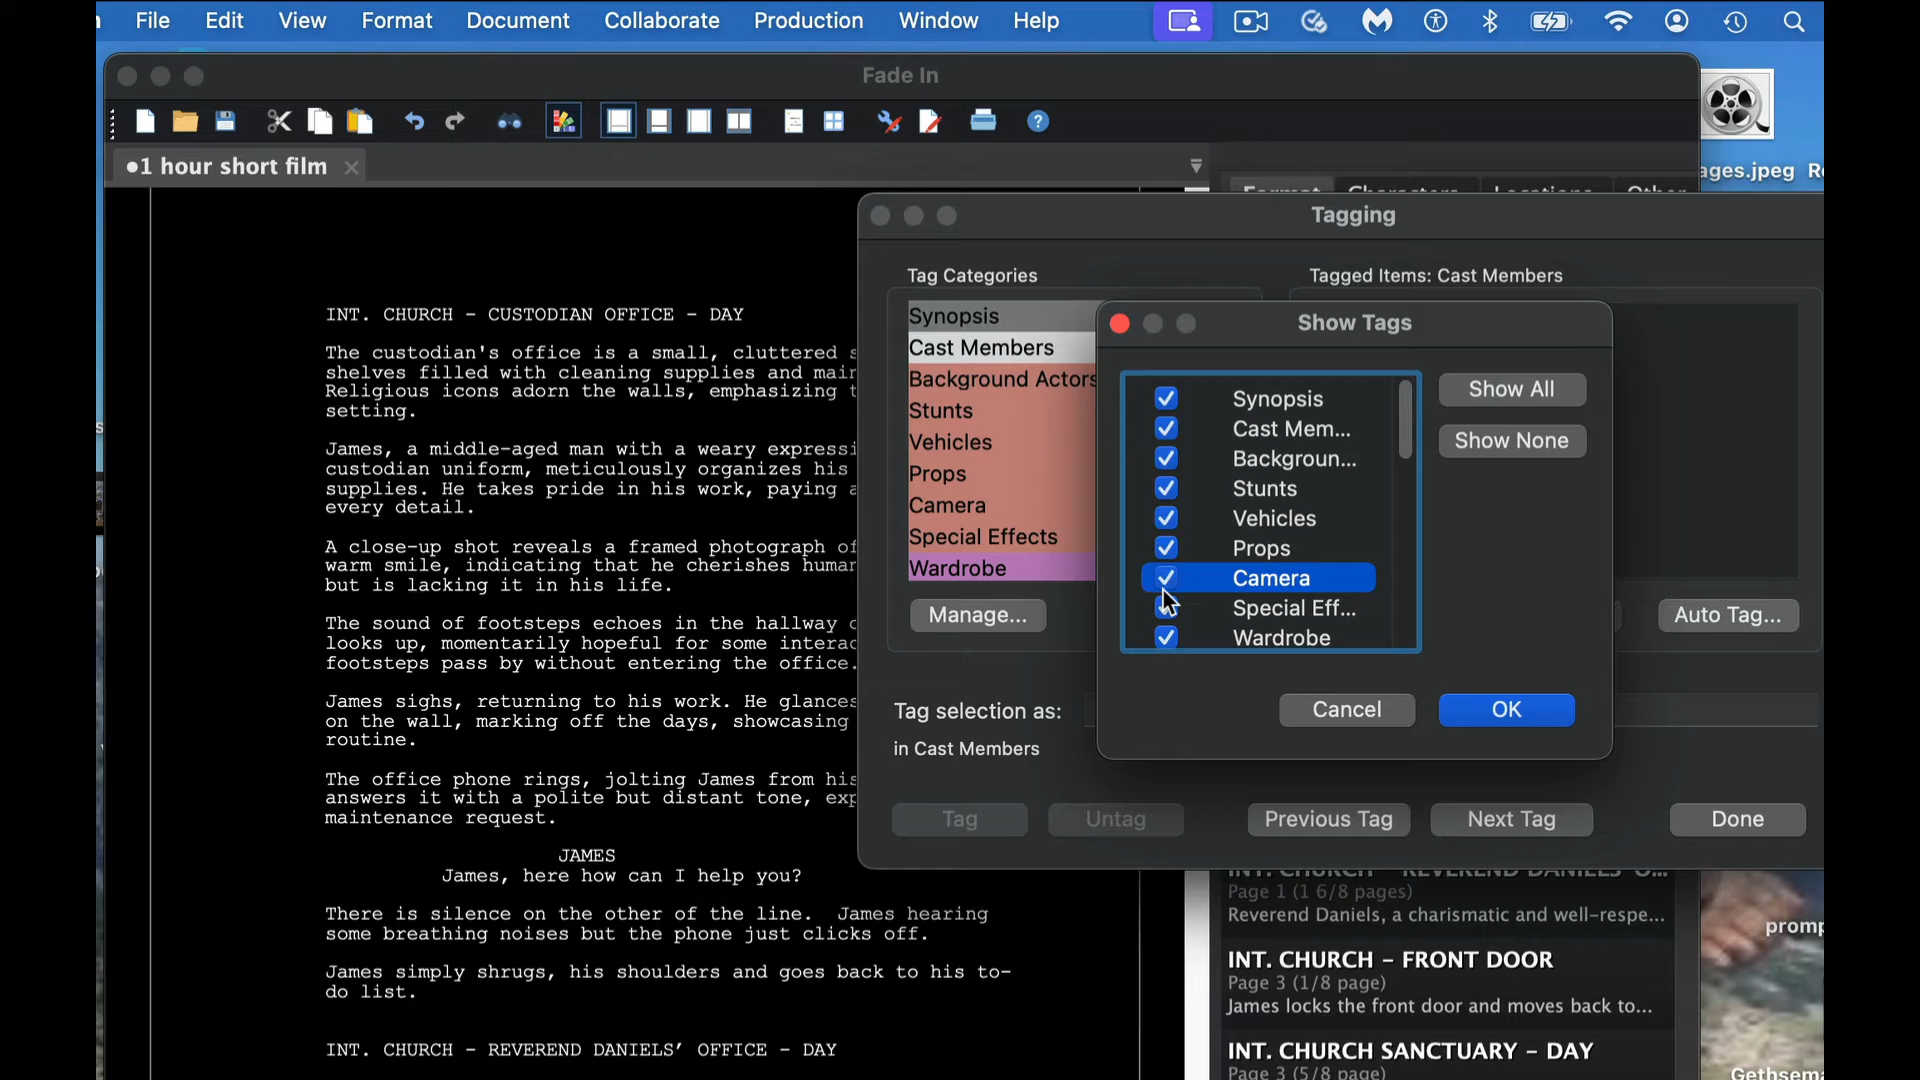 File Edit View Format Document Collaborate Production Window Help
Fade In
•1 hour short film
ages.jpeg
Tagging
Tag Categories
Tagged Items: Cast Members
Synopsis
Cast Members
Background Actors
Stunts
Vehicles
Props
Camera
Special Effects
Wardrobe
Manage...
Auto Tag...
Tag selection as:
in Cast Members
Tag
Untag
Previous Tag
Next Tag
Done
Show Tags
Synopsis
Cast Mem...
Backgroun...
Stunts
Vehicles
Props
Camera
Special Eff...
Wardrobe
Show All
Show None
Cancel
OK
INT. CHURCH - CUSTODIAN OFFICE - DAY
The custodian's office is a small, cluttered
shelves filled with cleaning supplies and
Religious icons adorn the walls, emphasizing
setting.
James, a middle-aged man with a weary
custodian uniform, meticulously organizes his
supplies. He takes pride in his work, paying
every detail.
A close-up shot reveals a framed photograph
warm smile, indicating that he cherishes
but is lacking it in his life.
The sound of footsteps echoes in the hallway
looks up, momentarily hopeful for some
footsteps pass by without entering the office.
James sighs, returning to his work. He
on the wall, marking off the days, showcasing
routine.
The office phone rings, jolting James from
answers it with a polite but distant tone,
maintenance request.
JAMES
James, here how can I help you?
There is silence on the other of the line. James hearing
some breathing noises but the phone just clicks off.
James simply shrugs, his shoulders and goes back to his to-
do list.
INT. CHURCH - REVEREND DANIELS' OFFICE - DAY
INT. CHURCH - REVEREND DANIELS' O...
Page 1 (1 6/8 pages)
Reverend Daniels, a charismatic and well-respe...
INT. CHURCH - FRONT DOOR
Page 3 (1/8 page)
James locks the front door and moves back to...
INT. CHURCH SANCTUARY - DAY
Page 3 (5/8 page)